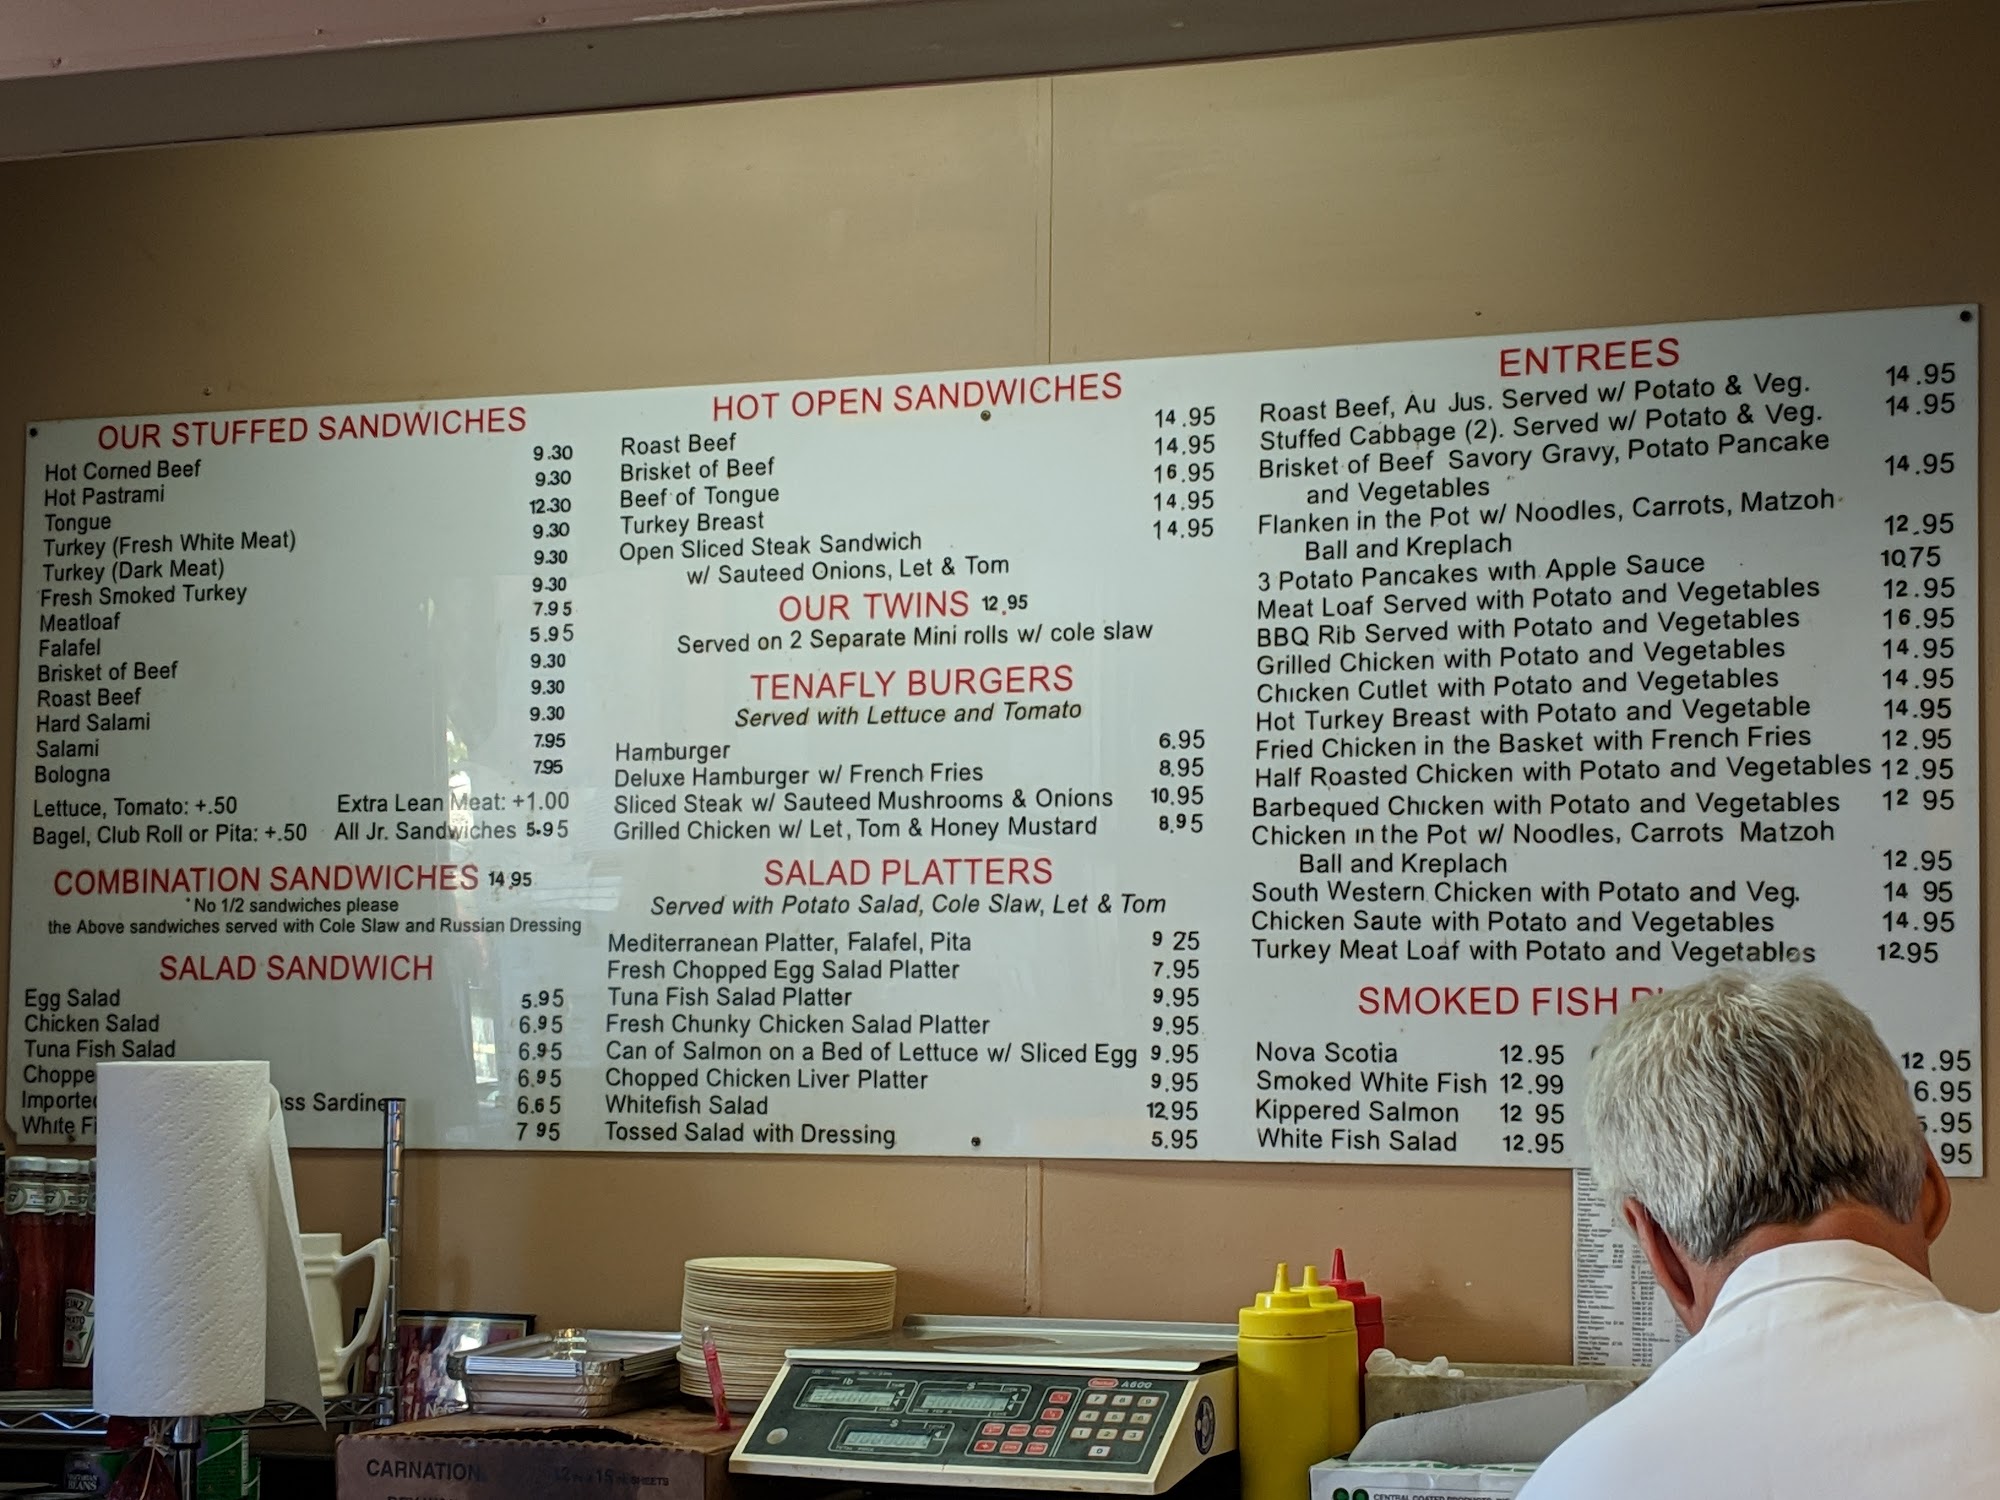 OUR STUFFED SANDWICHES
Hot Corned Beef 9.30
Hot Pastrami 9.30
Tongue 12.30
Turkey (Fresh White Meat) 9.30
Turkey (Dark Meat) 9.30
Fresh Smoked Turkey 9.30
Meatloaf 7.95
Falafel 5.95
Brisket of Beef 9.30
Roast Beef 9.30
Hard Salami 9.30
Salami 7.95
Bologna 7.95
Lettuce, Tomato: +.50 Extra Lean Meat: +1.00
Bagel, Club Roll or Pita: +.50 All Jr. Sandwiches 5.95
COMBINATION SANDWICHES 14.95
*No 1/2 sandwiches please
the Above sandwiches served with Cole Slaw and Russian Dressing
SALAD SANDWICH
Egg Salad 5.95
Chicken Salad 6.95
Tuna Fish Salad 6.95
6.95
6.65
White 7 95
HOT OPEN SANDWICHES
Roast Beef 14.95
Brisket of Beef 14.95
Beef of Tongue 16.95
Turkey Breast 14.95
Open Sliced Steak Sandwich 14.95
w/ Sauteed Onions, Let & Tom
OUR TWINS 12.95
Served on 2 Separate Mini rolls w/ cole slaw
TENAFLY BURGERS
Served with Lettuce and Tomato
Hamburger 6.95
Deluxe Hamburger w/ French Fries 8.95
Sliced Steak w/ Sauteed Mushrooms & Onions 10.95
Grilled Chicken w/ Let, Tom & Honey Mustard 8.95
SALAD PLATTERS
Served with Potato Salad, Cole Slaw, Let & Tom
Mediterranean Platter, Falafel, Pita 9 25
Fresh Chopped Egg Salad Platter 7.95
Tuna Fish Salad Platter 9.95
Fresh Chunky Chicken Salad Platter 9.95
Can of Salmon on a Bed of Lettuce w/ Sliced Egg 9.95
Chopped Chicken Liver Platter 9.95
Whitefish Salad 12.95
Tossed Salad with Dressing 5.95
ENTREES
Roast Beef, Au Jus. Served w/ Potato & Veg. 14.95
Stuffed Cabbage (2). Served w/ Potato & Veg. 14.95
Brisket of Beef Savory Gravy, Potato Pancake
and Vegetables 14.95
Flanken in the Pot w/ Noodles, Carrots, Matzoh
Ball and Kreplach 12.95
3 Potato Pancakes with Apple Sauce 10.75
Meat Loaf Served with Potato and Vegetables 12.95
BBQ Rib Served with Potato and Vegetables 16.95
Grilled Chicken with Potato and Vegetables 14.95
Chicken Cutlet with Potato and Vegetables 14.95
Hot Turkey Breast with Potato and Vegetable 14.95
Fried Chicken in the Basket with French Fries 12.95
Half Roasted Chicken with Potato and Vegetables 12.95
Barbequed Chicken with Potato and Vegetables 12 95
Chicken in the Pot w/ Noodles, Carrots Matzoh
Ball and Kreplach 12.95
South Western Chicken with Potato and Veg. 14 95
Chicken Saute with Potato and Vegetables 14.95
Turkey Meat Loaf with Potato and Vegetables 12.95
SMOKED FISH
Nova Scotia 12.95 12.95
Smoked White Fish 12.99 6.95
Kippered Salmon 12 95 .95
White Fish Salad 12.95 95
HEINZ
CARNATION
A600